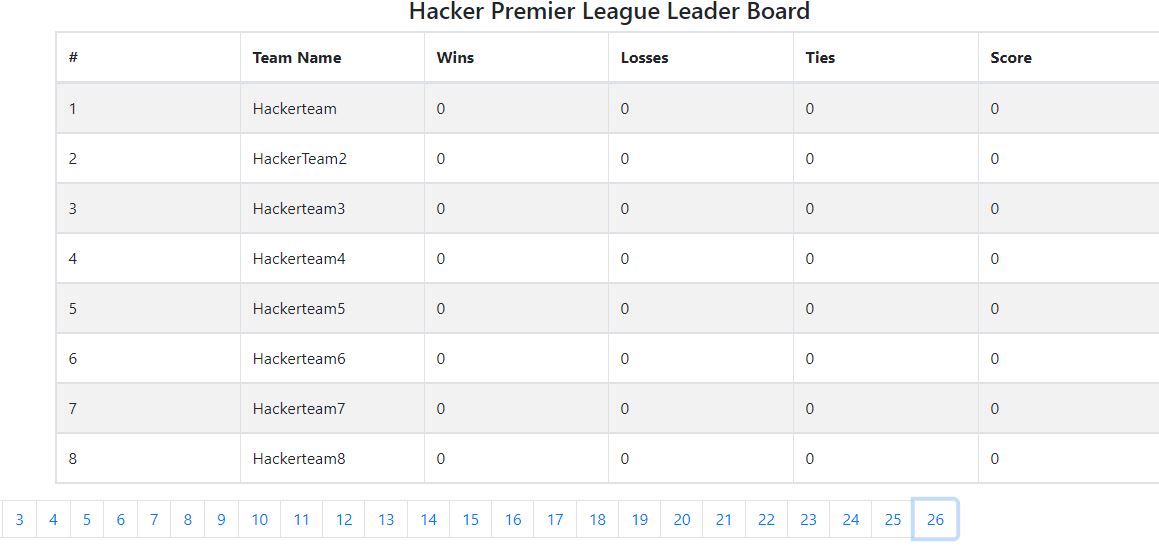 Hacker Premier League Leader Board
# Team Name Wins Losses Ties Score
1 Hackerteam 0 0 0 0
2 HackerTeam2 0 0 0 0
3 Hackerteam3 0 0 0 0
4 Hackerteam4 0 0 0 0
5 Hackerteam5 0 0 0 0
6 Hackerteam6 0 0 0 0
7 Hackerteam7 0 0 0 0
8 Hackerteam8 0 0 0 0
3 4 5 6 7 8 9 10 11 12 13 14 15 16 17 18 19 20 21 22 23 24 25 26